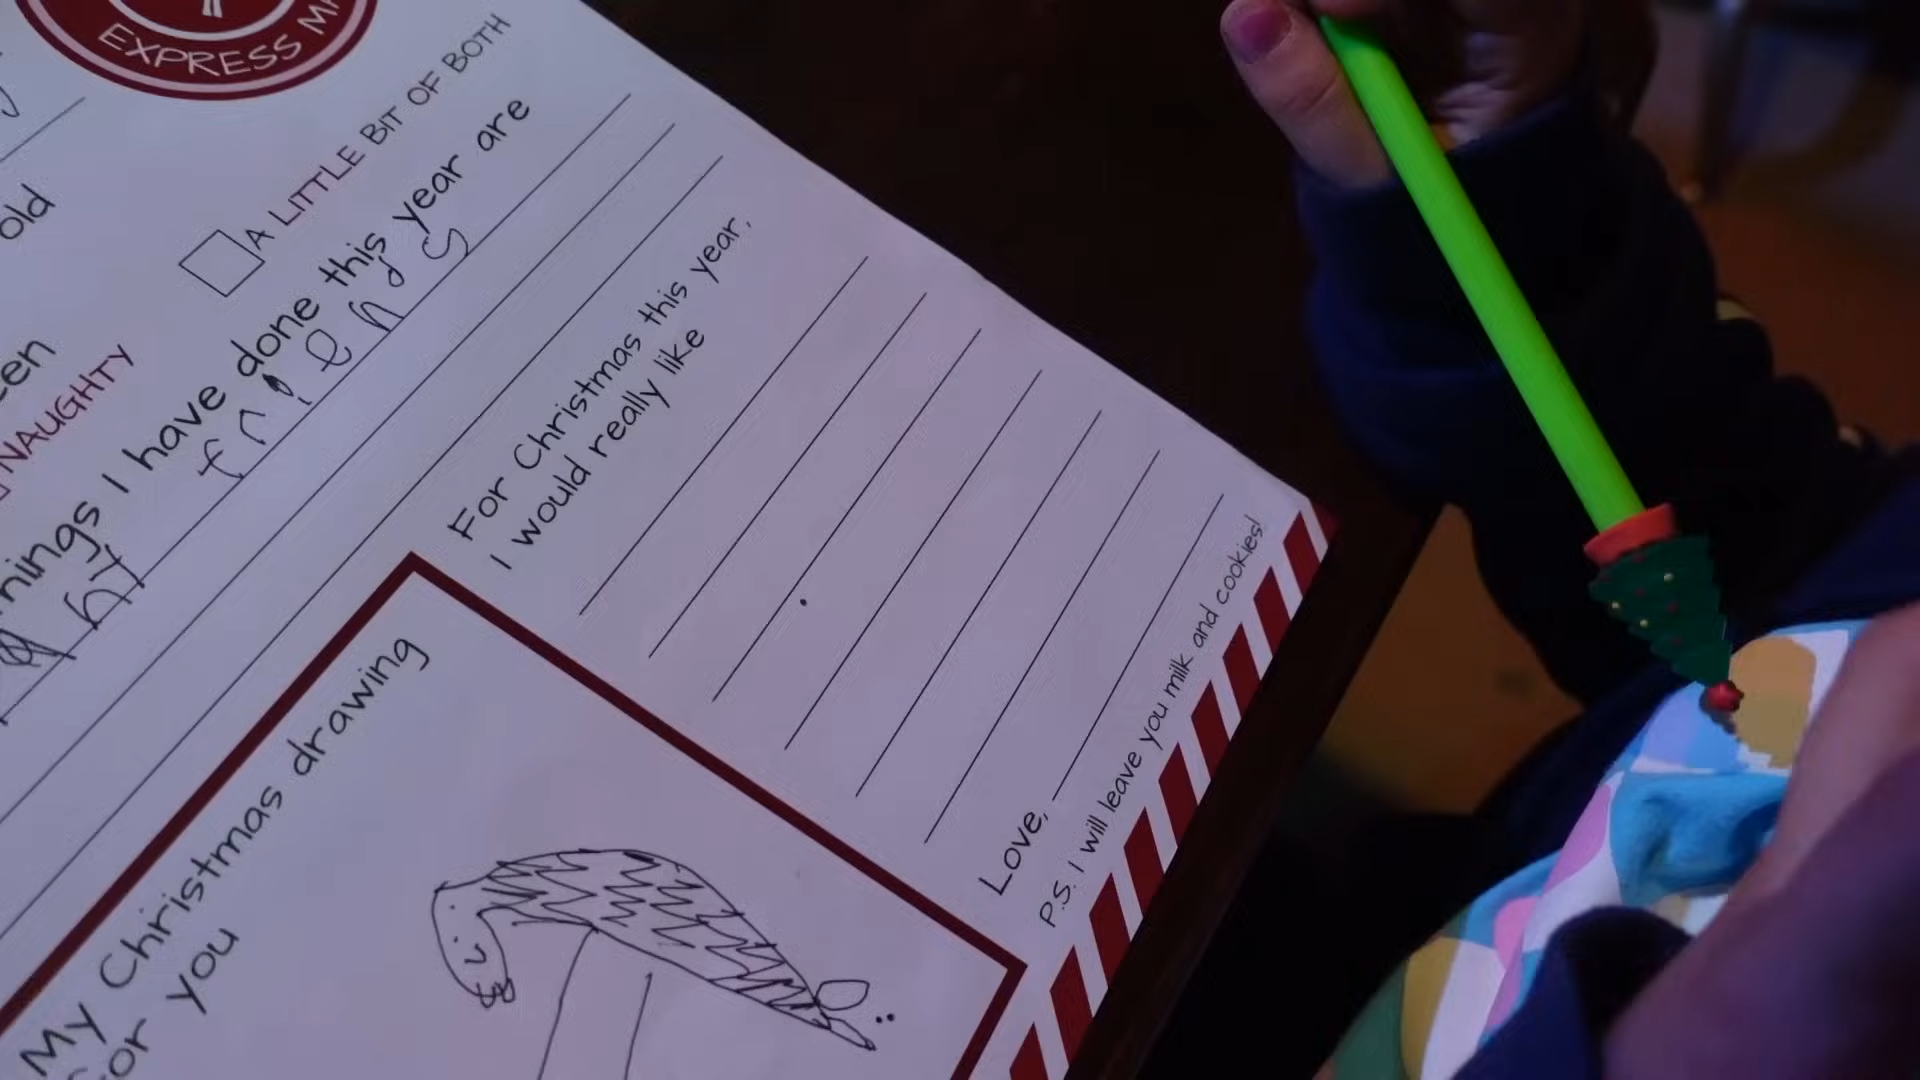 EXPRESS
old
A LITTLE BIT OF BOTH
NAUGHTY
I have done this year are
friends
For Christmas this year,
I would really like
My Christmas drawing
for you
Love,
P.S. I will leave you milk and cookies!